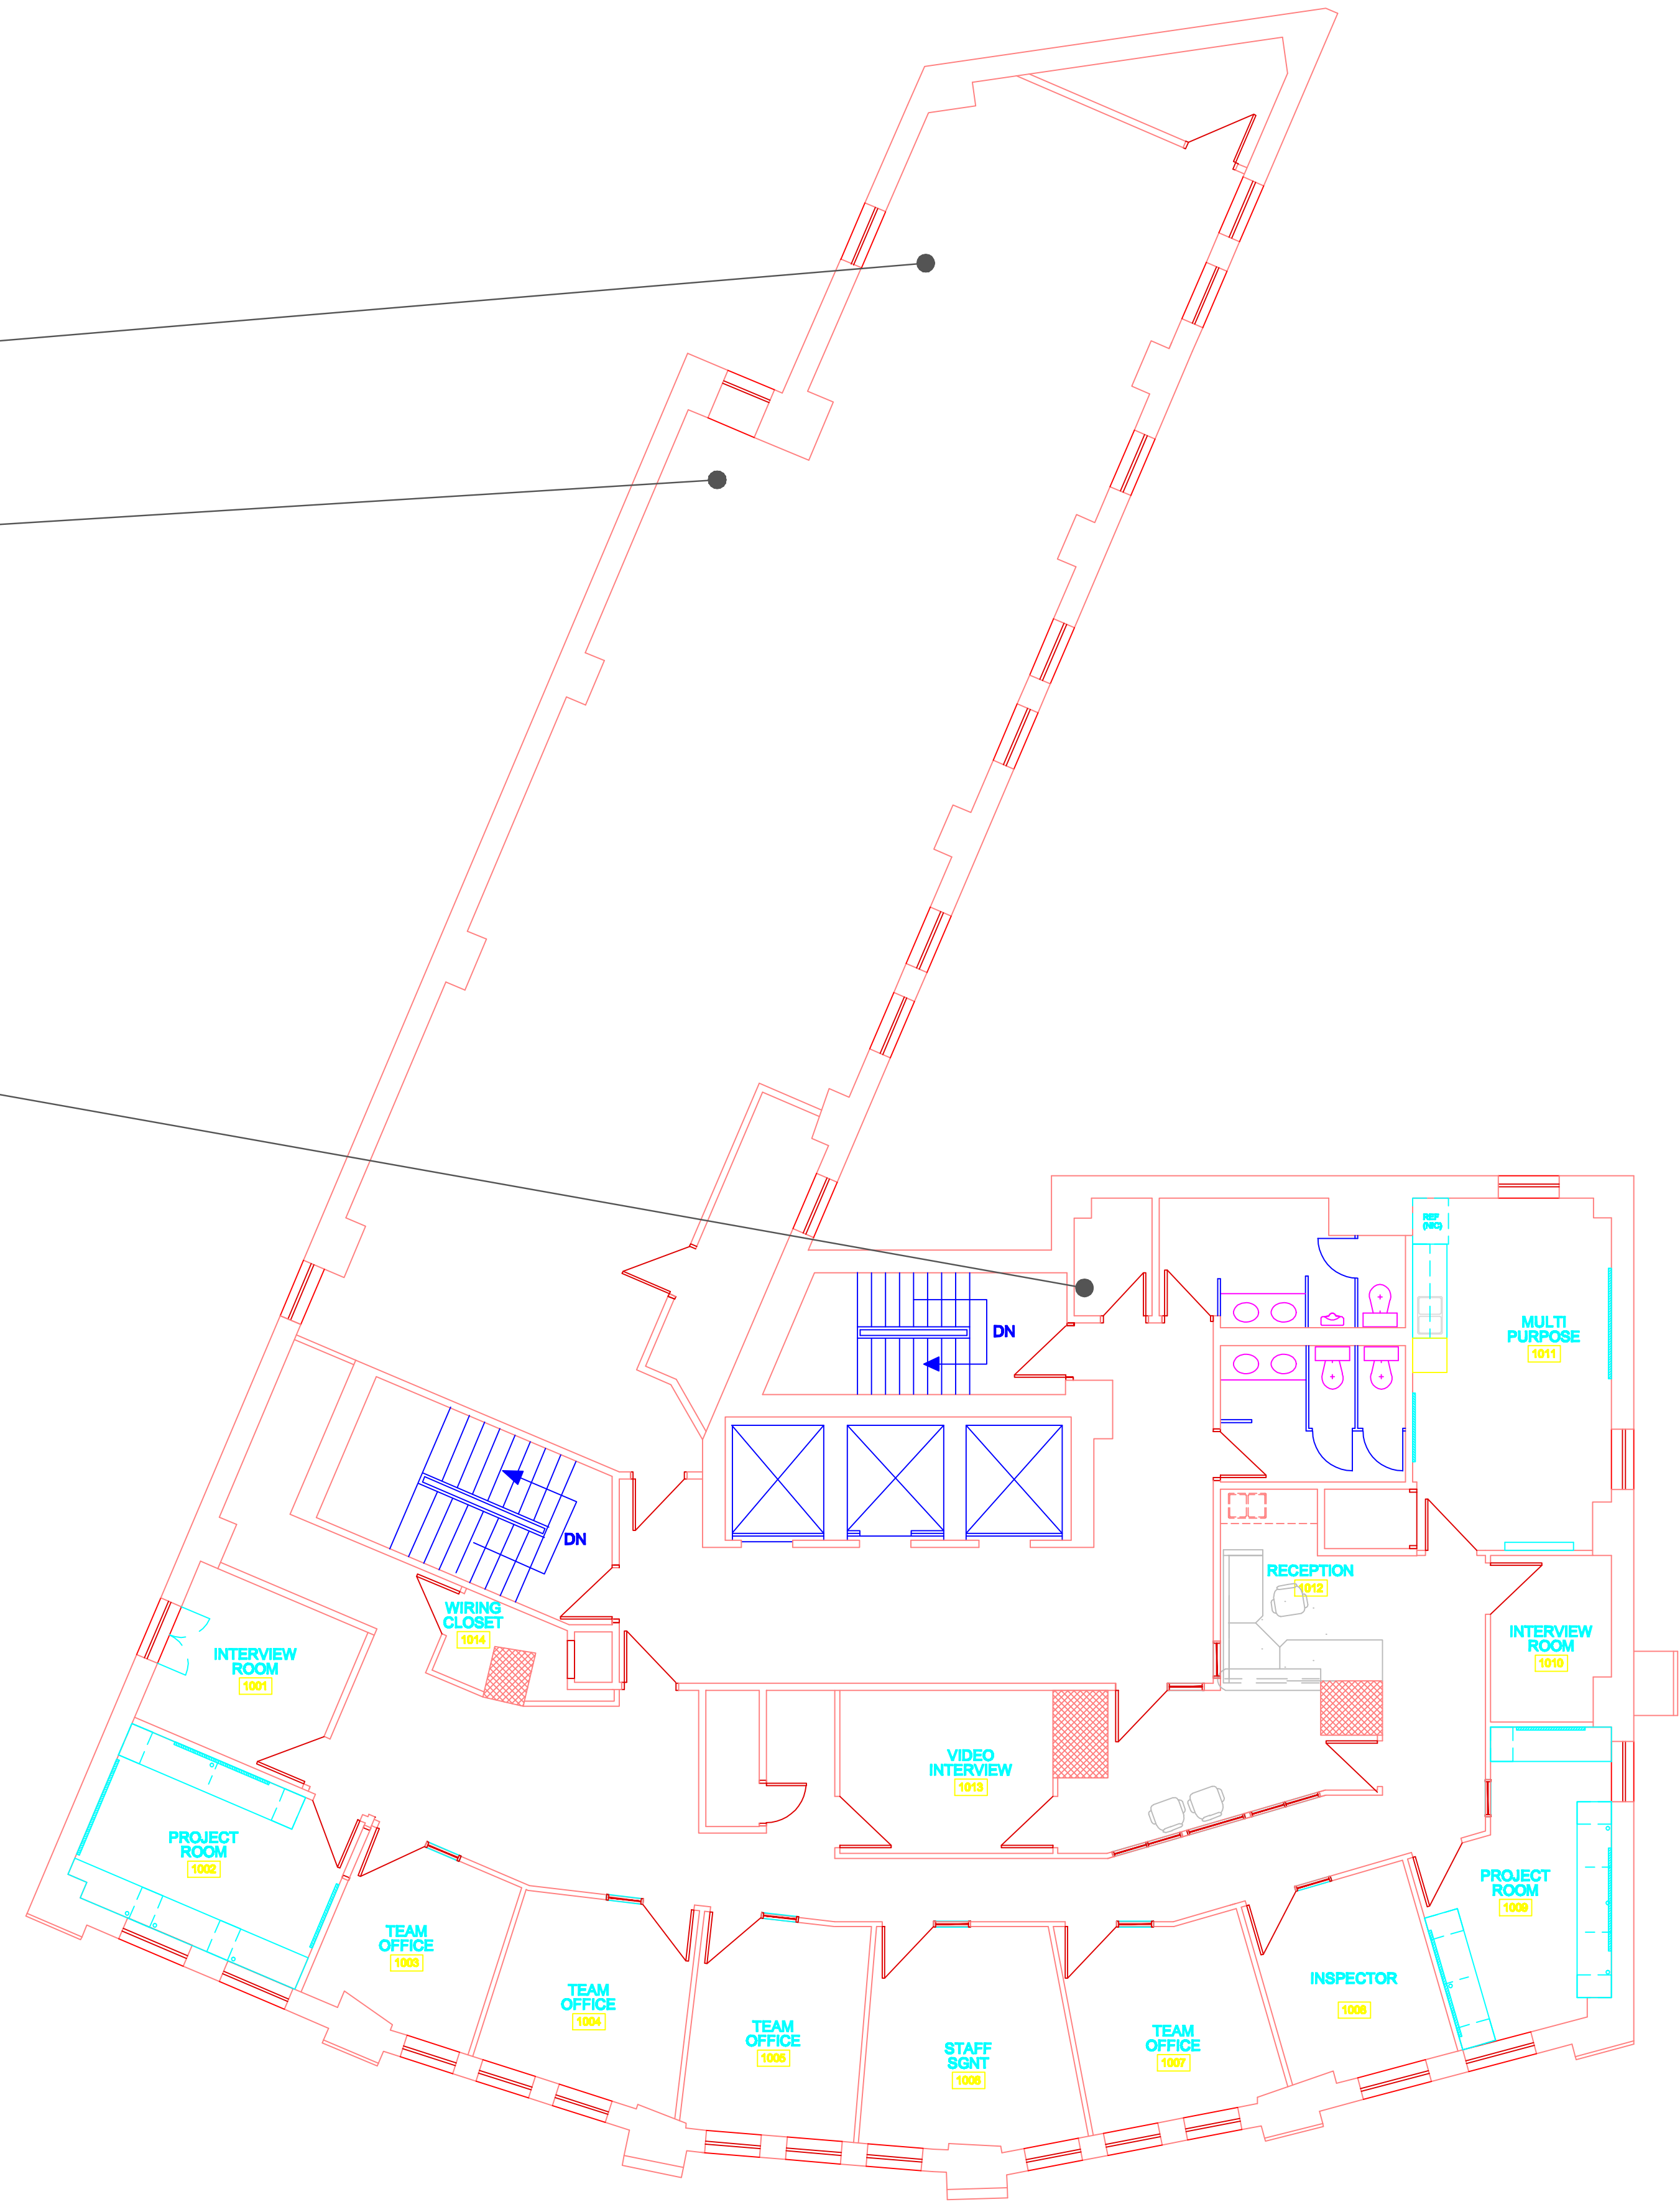 REF
(NIC)
MULTI
PURPOSE
1011
DN
DN
RECEPTION
1012
WIRING
CLOSET
1014
INTERVIEW
ROOM
1001
INTERVIEW
ROOM
1010
VIDEO
INTERVIEW
1013
PROJECT
ROOM
1002
PROJECT
ROOM
1009
TEAM
OFFICE
1003
TEAM
OFFICE
1004
TEAM
OFFICE
1005
STAFF
SGNT
1006
TEAM
OFFICE
1007
INSPECTOR
1008